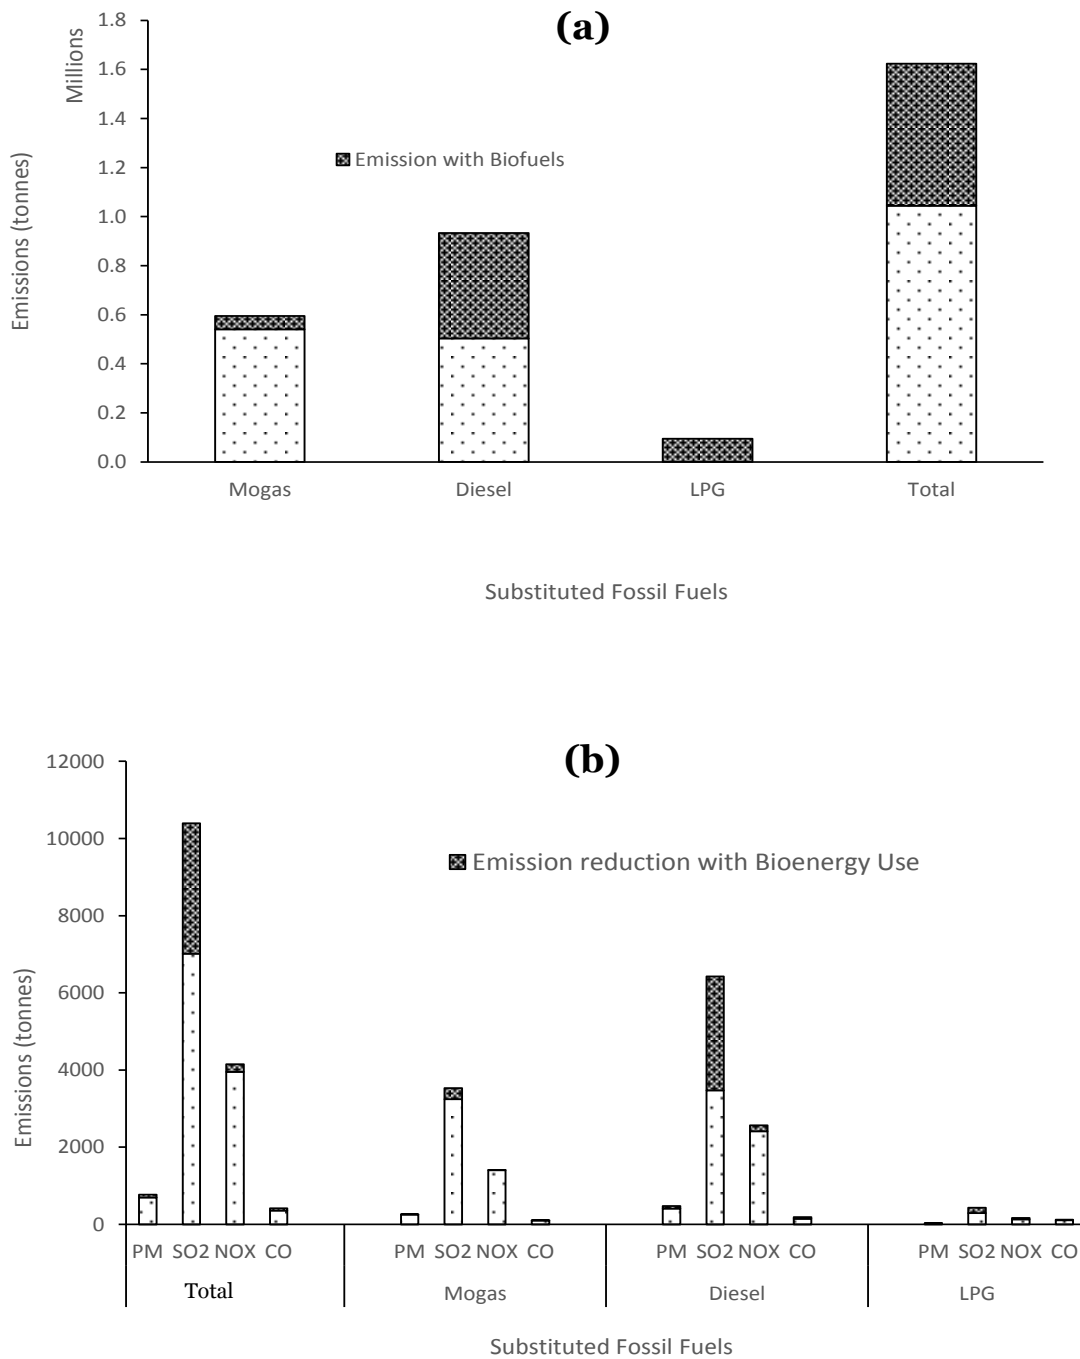 (a)
Millions
Emissions (tonnes)
1.8
1.6
1.4
1.2
1.0
0.8
0.6
0.4
0.2
0.0
Emission with Biofuels
Mogas Diesel LPG Total
Substituted Fossil Fuels
(b)
Emissions (tonnes)
12000
10000
8000
6000
4000
2000
0
Emission reduction with Bioenergy Use
PM SO2 NOX CO PM SO2 NOX CO PM SO2 NOX CO PM SO2 NOX CO
Total Mogas Diesel LPG
Substituted Fossil Fuels